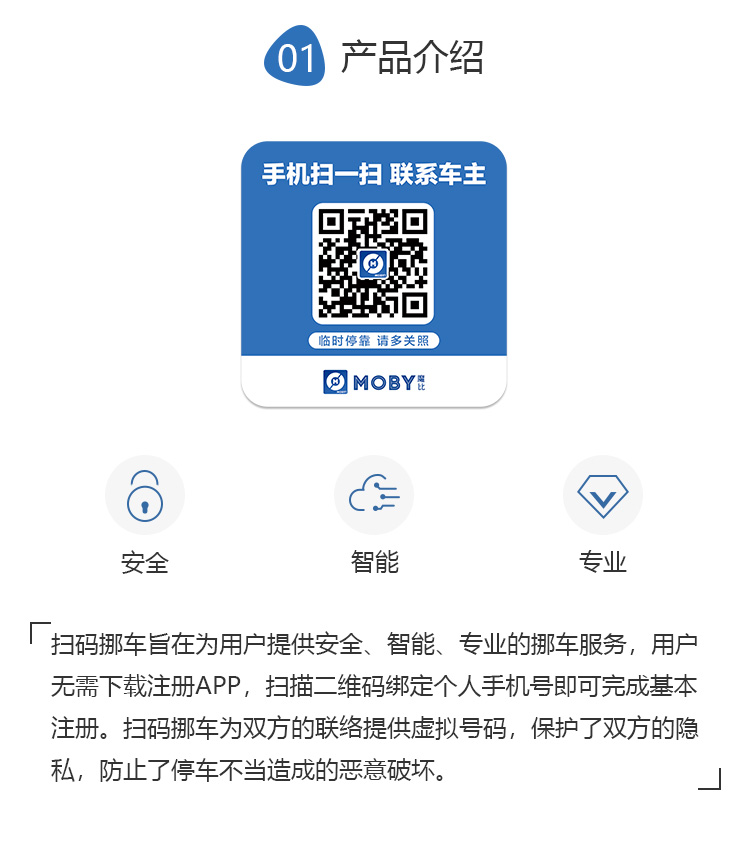 01 产品介绍
手机扫一扫 联系车主
临时停靠 请多关照
MOBY魔比
安全
智能
专业
扫码挪车旨在为用户提供安全、智能、专业的挪车服务，用户
无需下载注册APP，扫描二维码绑定个人手机号即可完成基本
注册。扫码挪车为双方的联络提供虚拟号码，保护了双方的隐
私，防止了停车不当造成的恶意破坏。